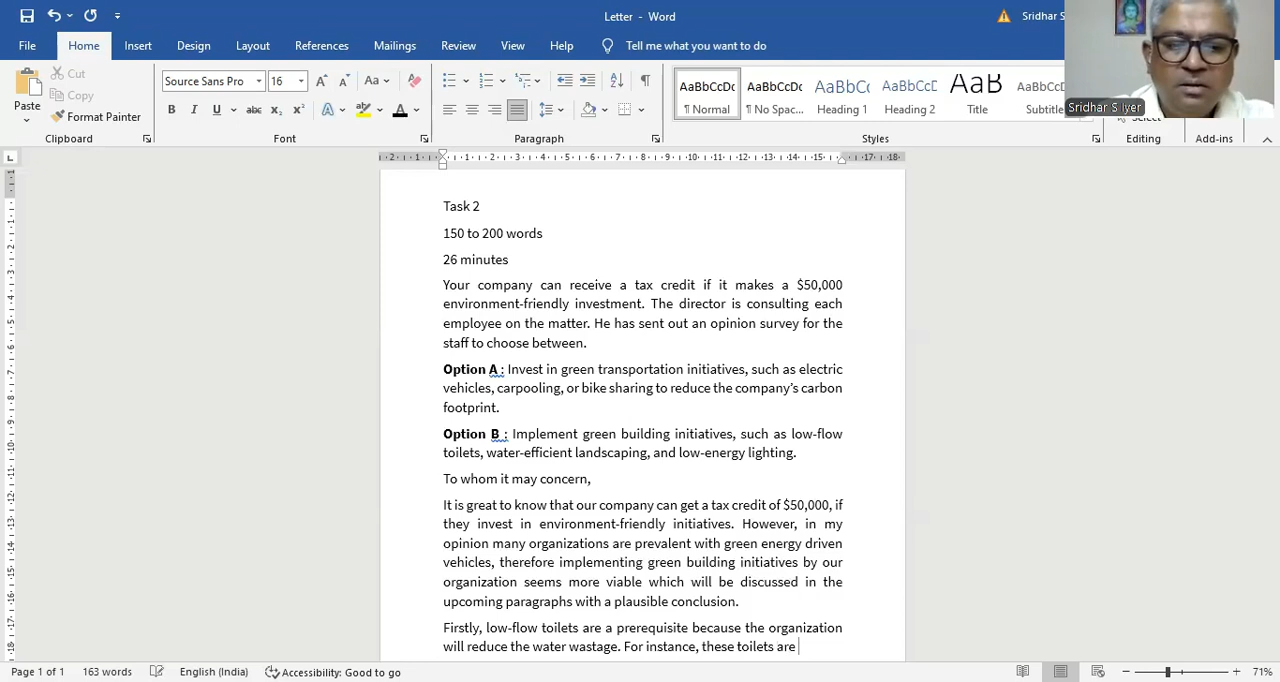 Letter - Word
Sridhar S
File Home Insert Design Layout References Mailings Review View Help Tell me what you want to do
Paste
Cut
Copy
Format Painter
Clipboard
Source Sans Pro 16
Font
Paragraph
AaBbCcDc ¶ Normal
AaBbCcDc ¶ No Spac...
AaBbCc Heading 1
AaBbCcD Heading 2
AaB Title
AaBbCcD Subtitle
Styles
Sridhar S iyer
Select
Editing
Add-ins
Task 2
150 to 200 words
26 minutes
Your company can receive a tax credit if it makes a $50,000
environment-friendly investment. The director is consulting each
employee on the matter. He has sent out an opinion survey for the
staff to choose between.
Option A : Invest in green transportation initiatives, such as electric
vehicles, carpooling, or bike sharing to reduce the company's carbon
footprint.
Option B : Implement green building initiatives, such as low-flow
toilets, water-efficient landscaping, and low-energy lighting.
To whom it may concern,
It is great to know that our company can get a tax credit of $50,000, if
they invest in environment-friendly initiatives. However, in my
opinion many organizations are prevalent with green energy driven
vehicles, therefore implementing green building initiatives by our
organization seems more viable which will be discussed in the
upcoming paragraphs with a plausible conclusion.
Firstly, low-flow toilets are a prerequisite because the organization
will reduce the water wastage. For instance, these toilets are
Page 1 of 1 163 words English (India) Accessibility: Good to go 71%